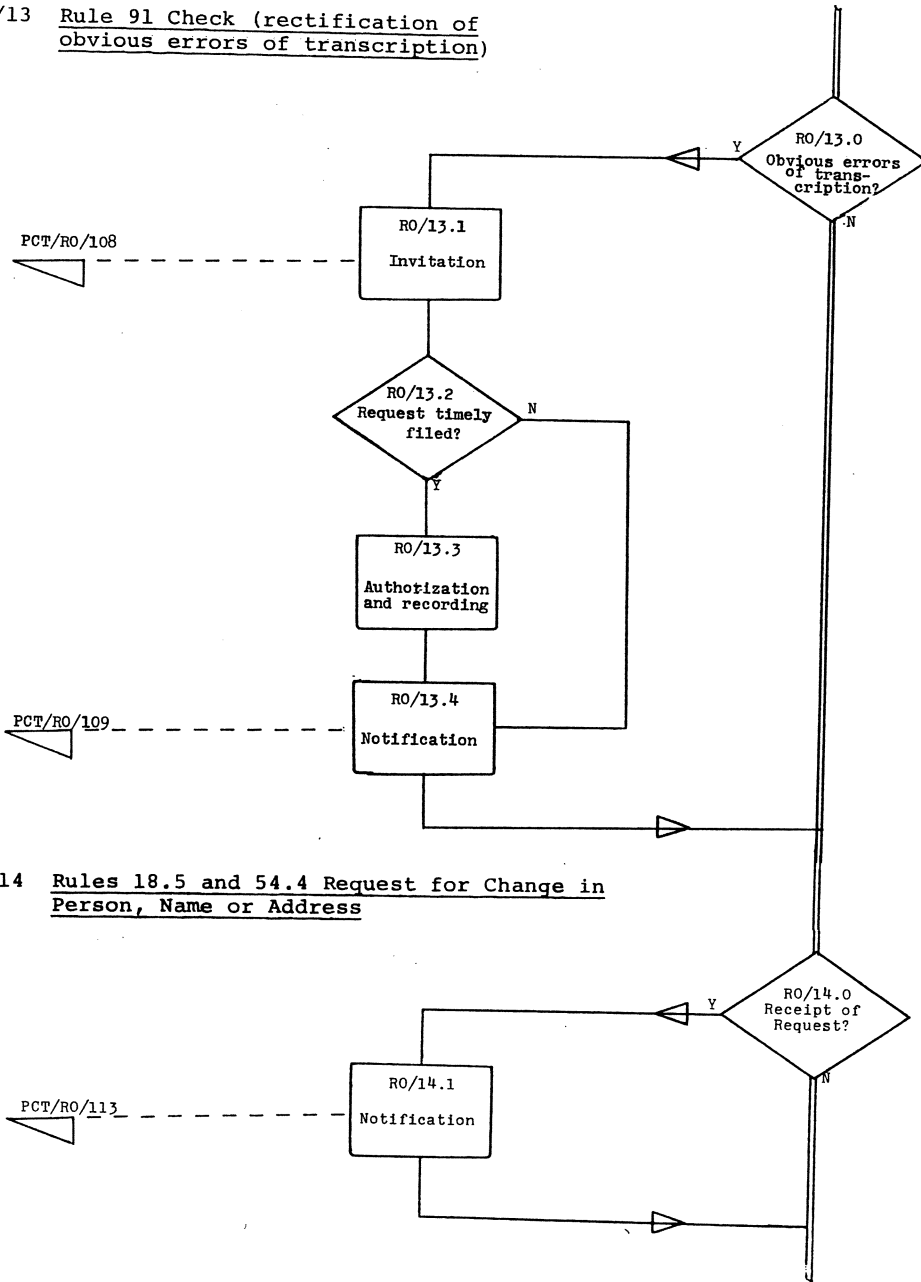 /13 Rule 91 Check (rectification of
obvious errors of transcription)
RO/13.0
Y
Obvious errors
of trans-
cription?
N
RO/13.1
PCT/RO/108
Invitation
RO/13.2
N
Request timely
filed?
Y
RO/13.3
Authorization
and recording
RO/13.4
PCT/RO/109
Notification
14 Rules 18.5 and 54.4 Request for Change in
Person, Name or Address
RO/14.0
Y
Receipt of
Request?
N
RO/14.1
PCT/RO/113
Notification